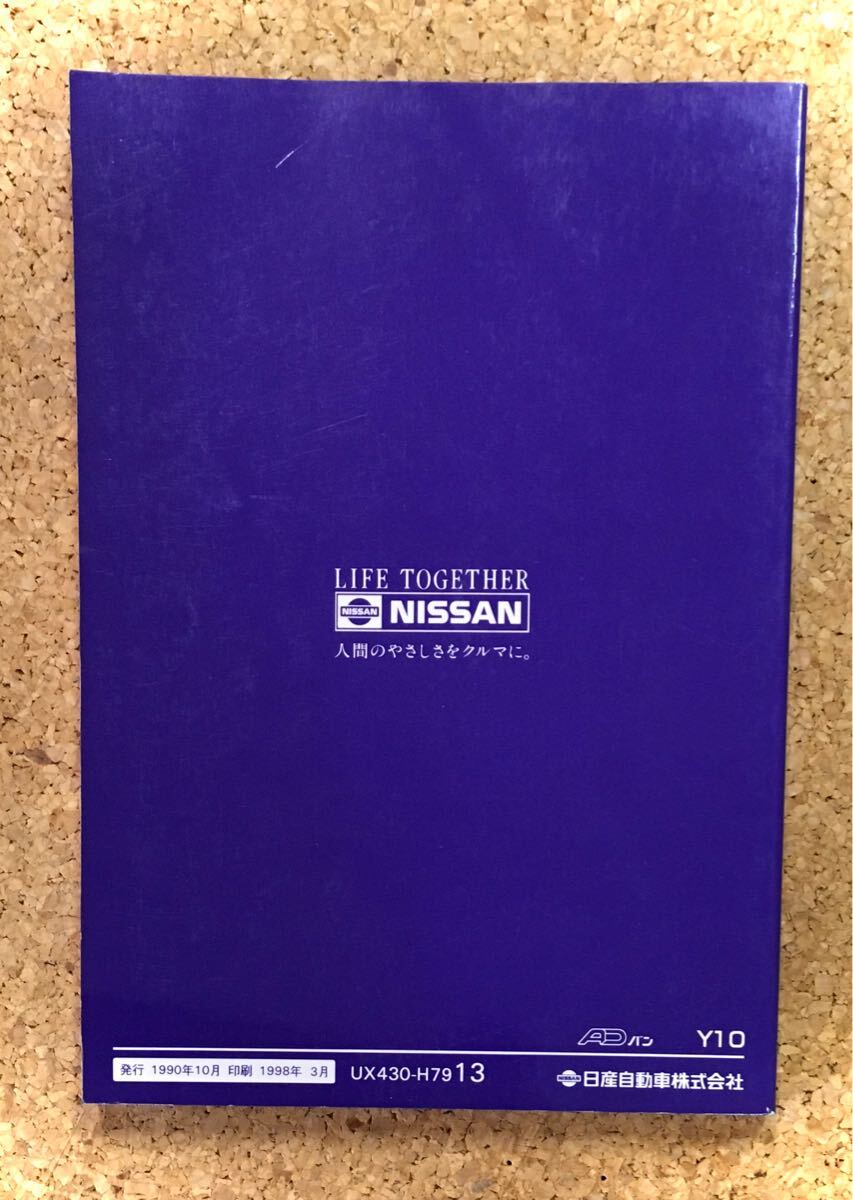 LIFE TOGETHER
NISSAN NISSAN
人間のやさしさをクルマに。
ADバン Y10
発行 1990年10月 印刷 1998年 3月 UX430-H7913 NISSAN 日産自動車株式会社